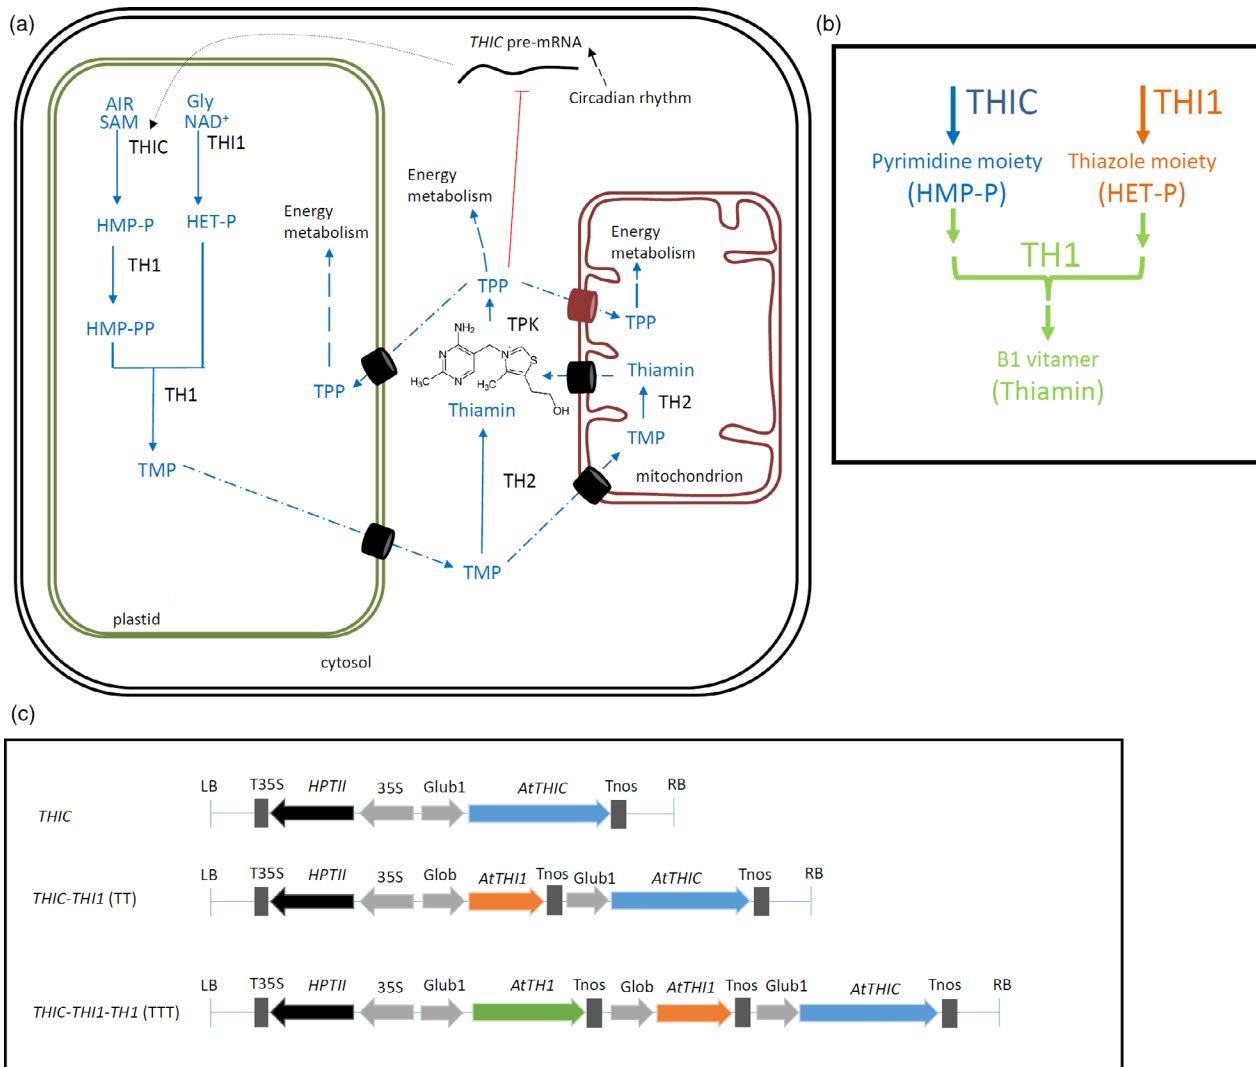 (a)
THIC pre-mRNA
Circadian rhythm
AIR
SAM
THIC
Gly
NAD+
THI1
HMP-P
HET-P
TH1
HMP-PP
TH1
TMP
Energy
metabolism
TPP
Energy
metabolism
TPP
TPK
NH2
N
N
H3C
N+
S
H3C
OH
Thiamin
TH2
TMP
Energy
metabolism
TPP
Thiamin
TH2
TMP
mitochondrion
plastid
cytosol
(b)
THIC
THI1
Pyrimidine moiety
(HMP-P)
Thiazole moiety
(HET-P)
TH1
B1 vitamer
(Thiamin)
(c)
THIC
LB T35S HPTII 35S Glub1 AtTHIC Tnos RB
THIC-THI1 (TT)
LB T35S HPTII 35S Glob AtTHI1 Tnos Glub1 AtTHIC Tnos RB
THIC-THI1-TH1 (TTT)
LB T35S HPTII 35S Glub1 AtTH1 Tnos Glob AtTHI1 Tnos Glub1 AtTHIC Tnos RB